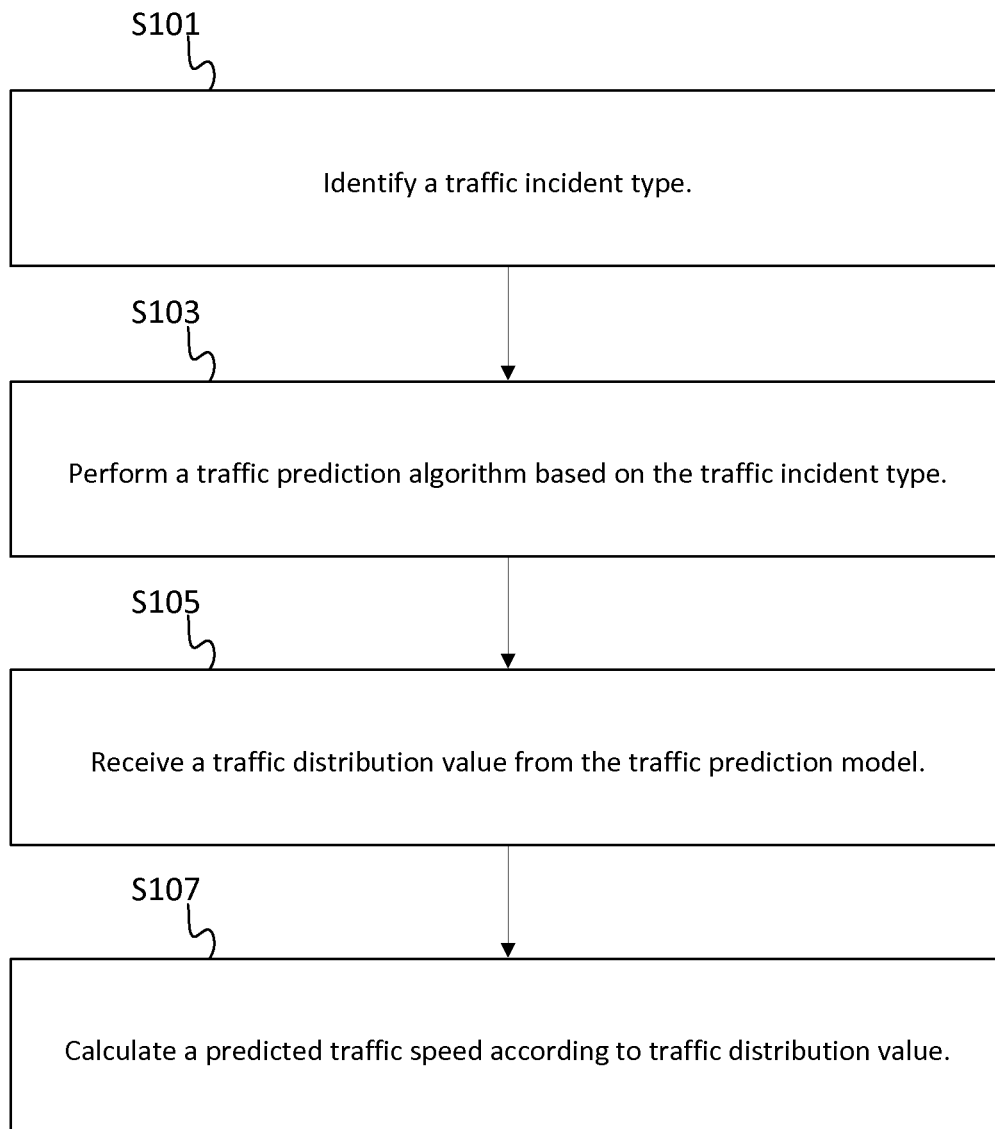 S101
Identify a traffic incident type.
S103
Perform a traffic prediction algorithm based on the traffic incident type.
S105
Receive a traffic distribution value from the traffic prediction model.
S107
Calculate a predicted traffic speed according to traffic distribution value.